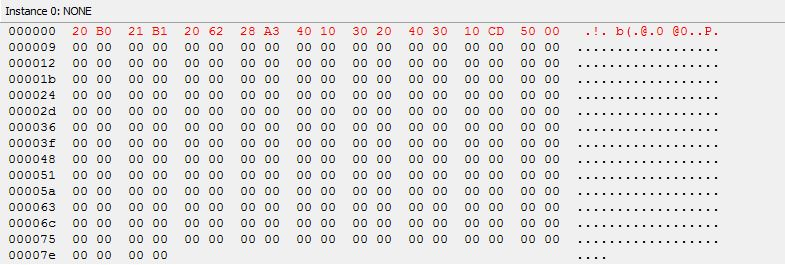 Instance 0: NONE
000000 20 B0 21 B1 20 62 28 A3 40 10 30 20 40 30 10 CD 50 00 .!. b(.@.0 @0..P.
000009 00 00 00 00 00 00 00 00 00 00 00 00 00 00 00 00 00 00 ..................
000012 00 00 00 00 00 00 00 00 00 00 00 00 00 00 00 00 00 00 ..................
00001b 00 00 00 00 00 00 00 00 00 00 00 00 00 00 00 00 00 00 ..................
000024 00 00 00 00 00 00 00 00 00 00 00 00 00 00 00 00 00 00 ..................
00002d 00 00 00 00 00 00 00 00 00 00 00 00 00 00 00 00 00 00 ..................
000036 00 00 00 00 00 00 00 00 00 00 00 00 00 00 00 00 00 00 ..................
00003f 00 00 00 00 00 00 00 00 00 00 00 00 00 00 00 00 00 00 ..................
000048 00 00 00 00 00 00 00 00 00 00 00 00 00 00 00 00 00 00 ..................
000051 00 00 00 00 00 00 00 00 00 00 00 00 00 00 00 00 00 00 ..................
00005a 00 00 00 00 00 00 00 00 00 00 00 00 00 00 00 00 00 00 ..................
000063 00 00 00 00 00 00 00 00 00 00 00 00 00 00 00 00 00 00 ..................
00006c 00 00 00 00 00 00 00 00 00 00 00 00 00 00 00 00 00 00 ..................
000075 00 00 00 00 00 00 00 00 00 00 00 00 00 00 00 00 00 00 ..................
00007e 00 00 00 00 ....